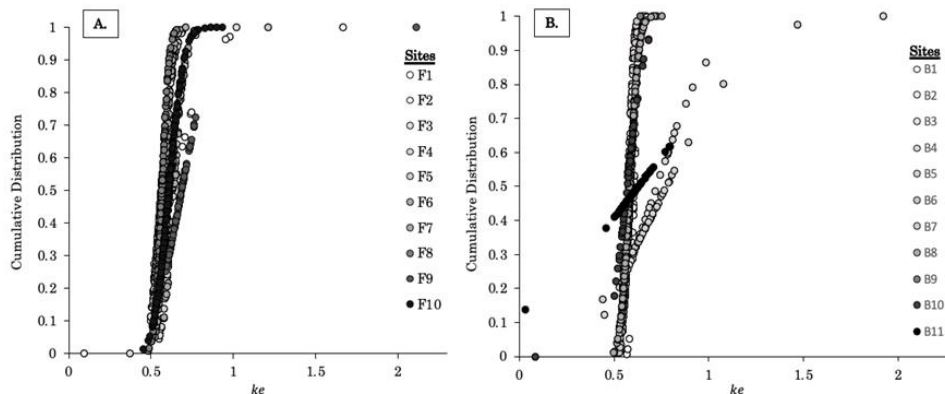 A.
1
0.9
0.8
0.7
0.6
0.5
0.4
0.3
0.2
0.1
0
Cumulative Distribution
0
0.5
1
1.5
2
ke
Sites
F1
F2
F3
F4
F5
F6
F7
F8
F9
F10
B.
1
0.9
0.8
0.7
0.6
0.5
0.4
0.3
0.2
0.1
0
Cumulative Distribution
0
0.5
1
1.5
2
ke
Sites
B1
B2
B3
B4
B5
B6
B7
B8
B9
B10
B11